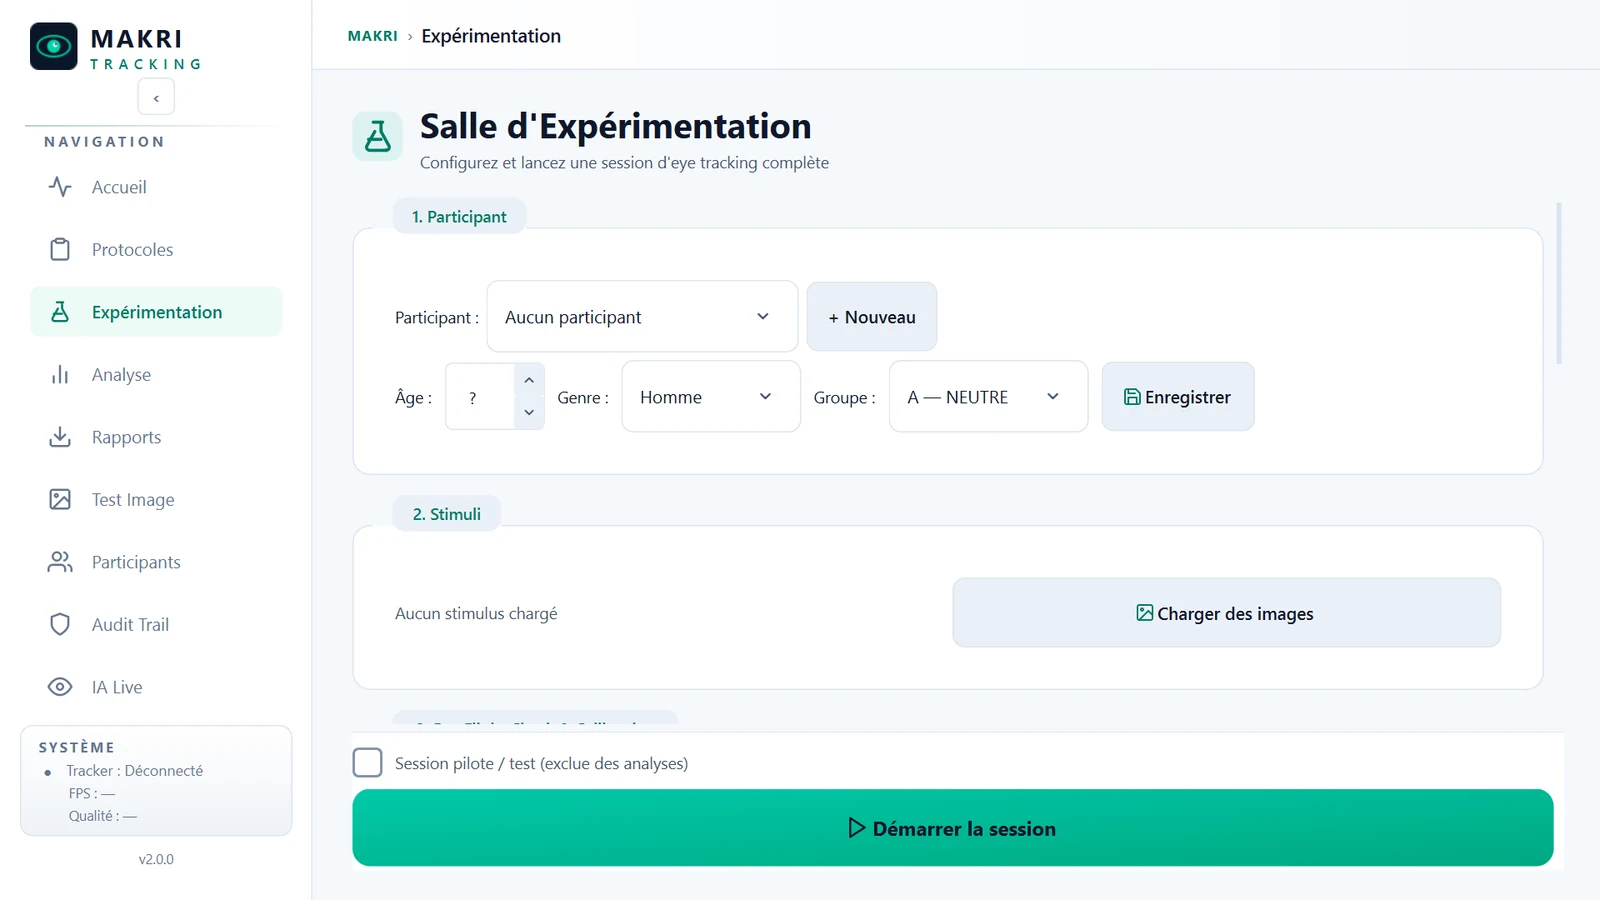 MAKRI
TRACKING
‹
NAVIGATION
Accueil
Protocoles
Expérimentation
Analyse
Rapports
Test Image
Participants
Audit Trail
IA Live
SYSTÈME
Tracker : Déconnecté
FPS : —
Qualité : —
v2.0.0
MAKRI › Expérimentation
Salle d'Expérimentation
Configurez et lancez une session d'eye tracking complète
1. Participant
Participant : Aucun participant + Nouveau
Âge : ? Genre : Homme Groupe : A — NEUTRE Enregistrer
2. Stimuli
Aucun stimulus chargé Charger des images
Session pilote / test (exclue des analyses)
Démarrer la session